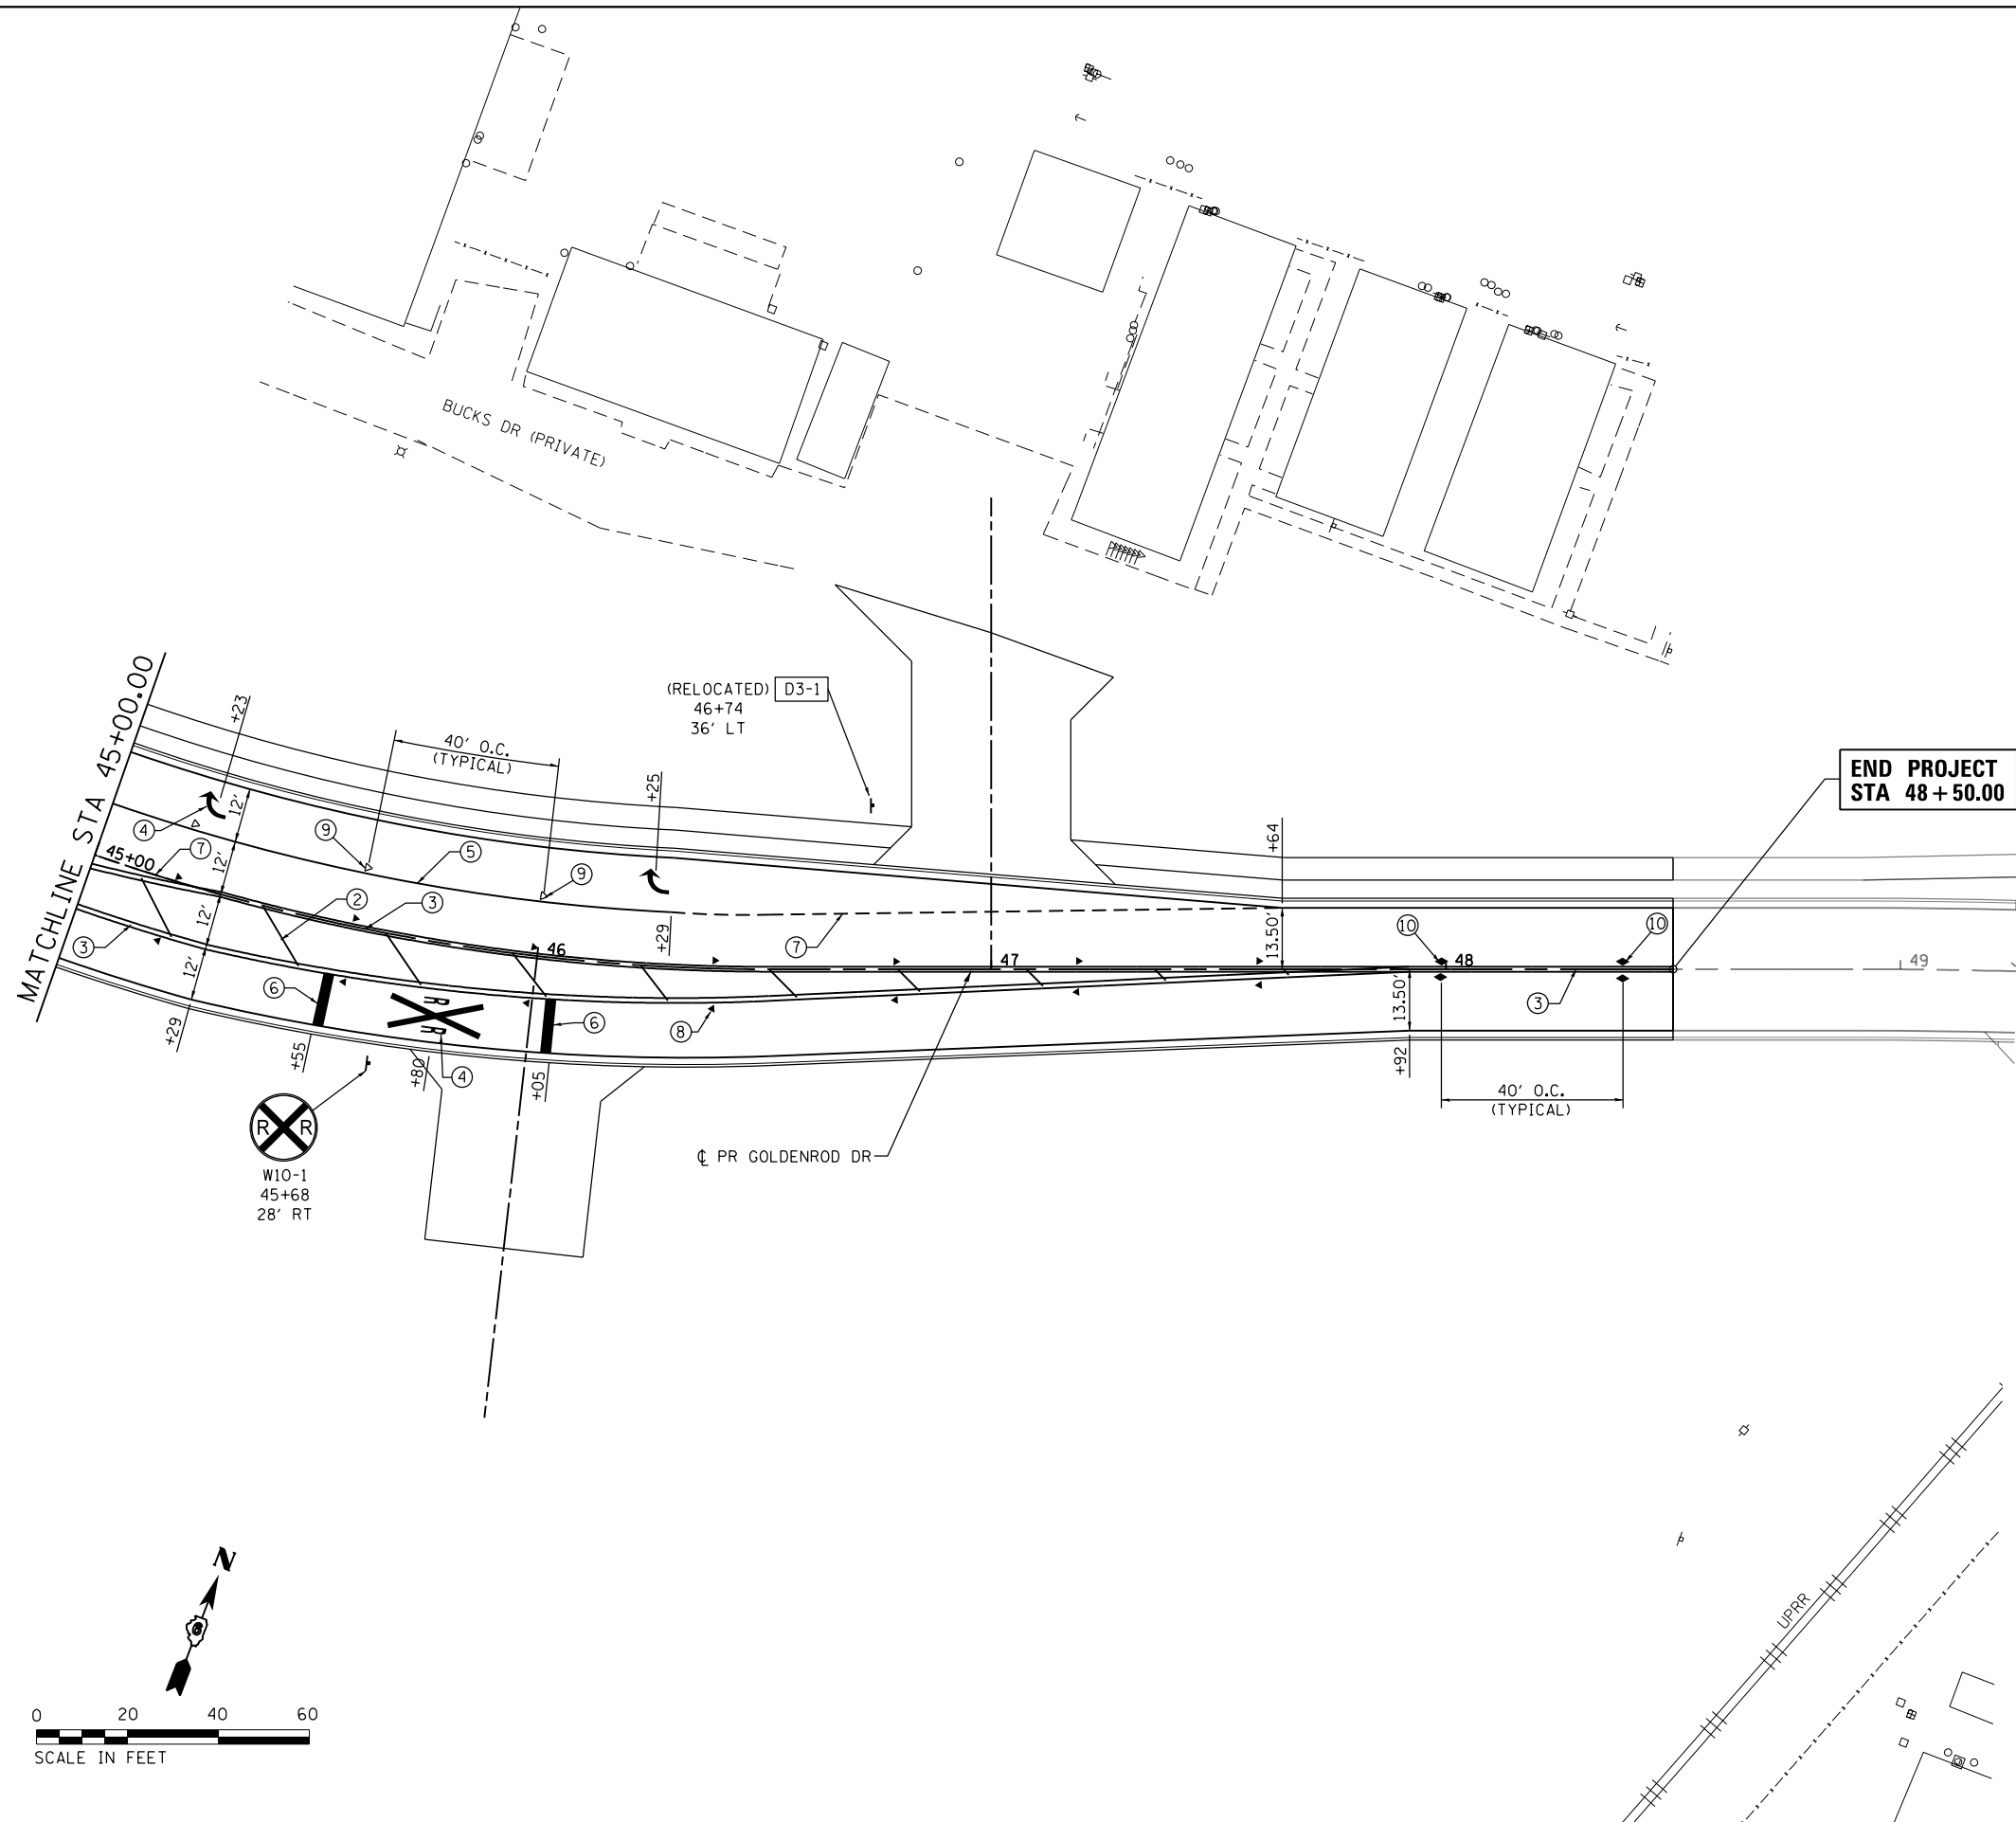 BUCKS DR (PRIVATE)
MATCHLINE STA 45+00.00
+23
40' O.C.
(TYPICAL)
(RELOCATED) D3-1
46+74
36' LT
+25
END PROJECT
STA 48+50.00
+64
4
12'
9
5
7
45+00
12'
9
2
3
12'
46
+29
7
47
13.50'
10
10
48
49
3
12'
6
R
R
6
8
13.50'
3
+29
+55
+80
4
+05
+92
40' O.C.
(TYPICAL)
R R
W10-1
45+68
28' RT
℄ PR GOLDENROD DR
N
UPRR
0 20 40 60
SCALE IN FEET